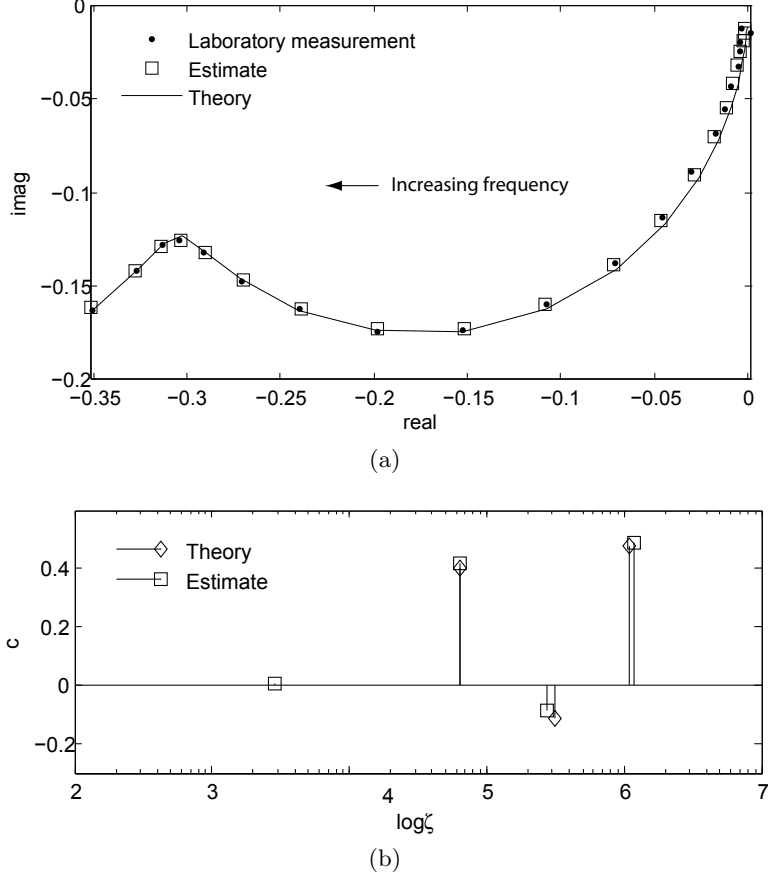 0
−0.05
−0.1
−0.15
−0.2
imag
Laboratory measurement
Estimate
Theory
Increasing frequency
−0.35 −0.3 −0.25 −0.2 −0.15 −0.1 −0.05 0
real
(a)
0.4
0.2
0
−0.2
c
Theory
Estimate
2 3 4 5 6 7
logζ
(b)